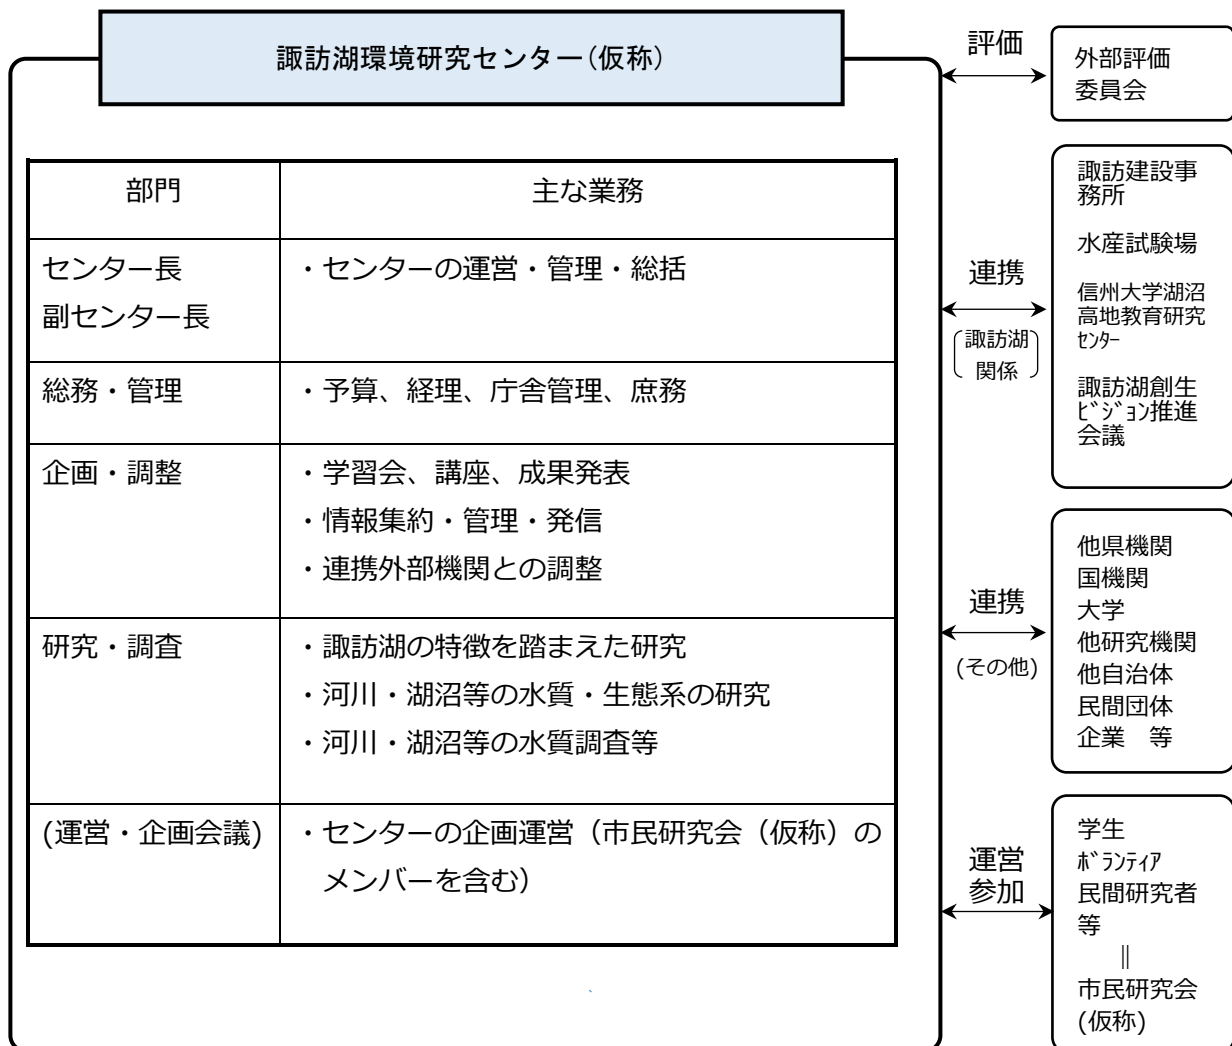 諏訪湖環境研究センター(仮称)
部門
主な業務
センター長
副センター長
・センターの運営・管理・総括
総務・管理
・予算、経理、庁舎管理、庶務
企画・調整
・学習会、講座、成果発表
・情報集約・管理・発信
・連携外部機関との調整
研究・調査
・諏訪湖の特徴を踏まえた研究
・河川・湖沼等の水質・生態系の研究
・河川・湖沼等の水質調査等
(運営・企画会議)
・センターの企画運営（市民研究会（仮称）の
メンバーを含む）
評価
外部評価
委員会
連携
諏訪湖
関係
諏訪建設事
務所
水産試験場
信州大学湖沼
高地教育研究
ｾﾝﾀｰ
諏訪湖創生
ﾋﾞｼﾞｮﾝ推進
会議
連携
(その他)
他県機関
国機関
大学
他研究機関
他自治体
民間団体
企業　等
運営
参加
学生
ﾎﾞﾗﾝﾃｨｱ
民間研究者
等
‖
市民研究会
(仮称)